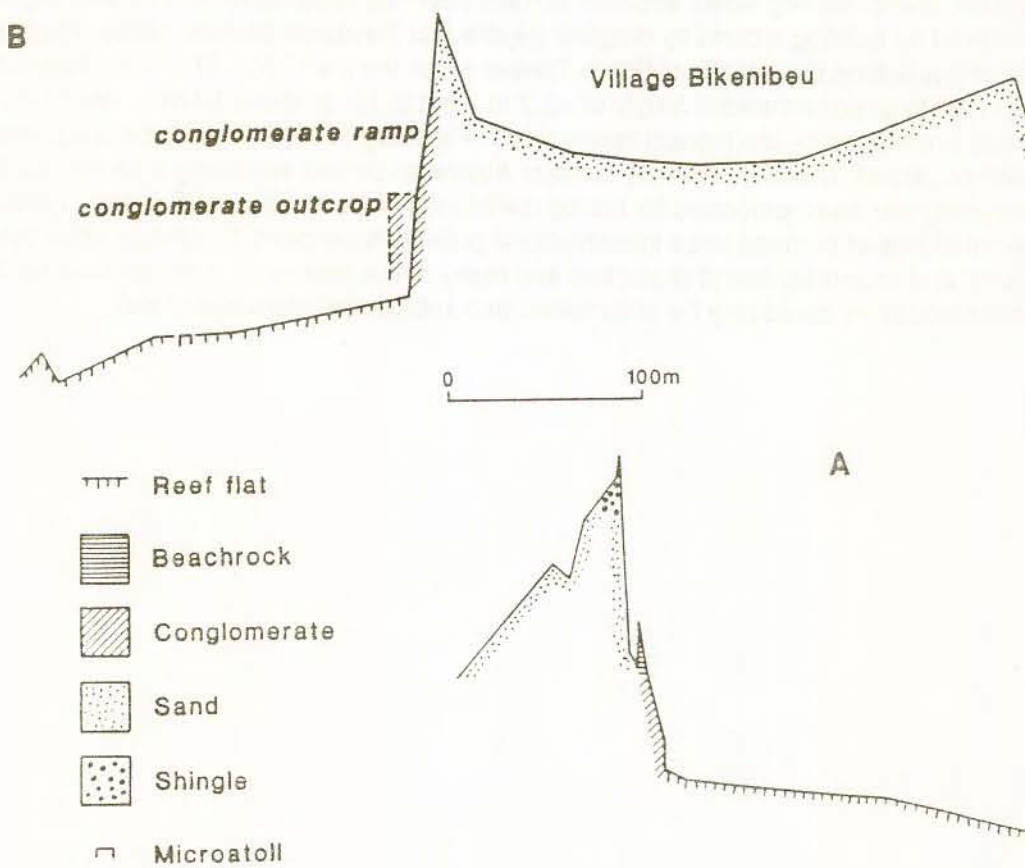 B
Village Bikenibeu
conglomerate ramp
conglomerate outcrop
0 100m
A
Reef flat
Beachrock
Conglomerate
Sand
Shingle
Microatoll